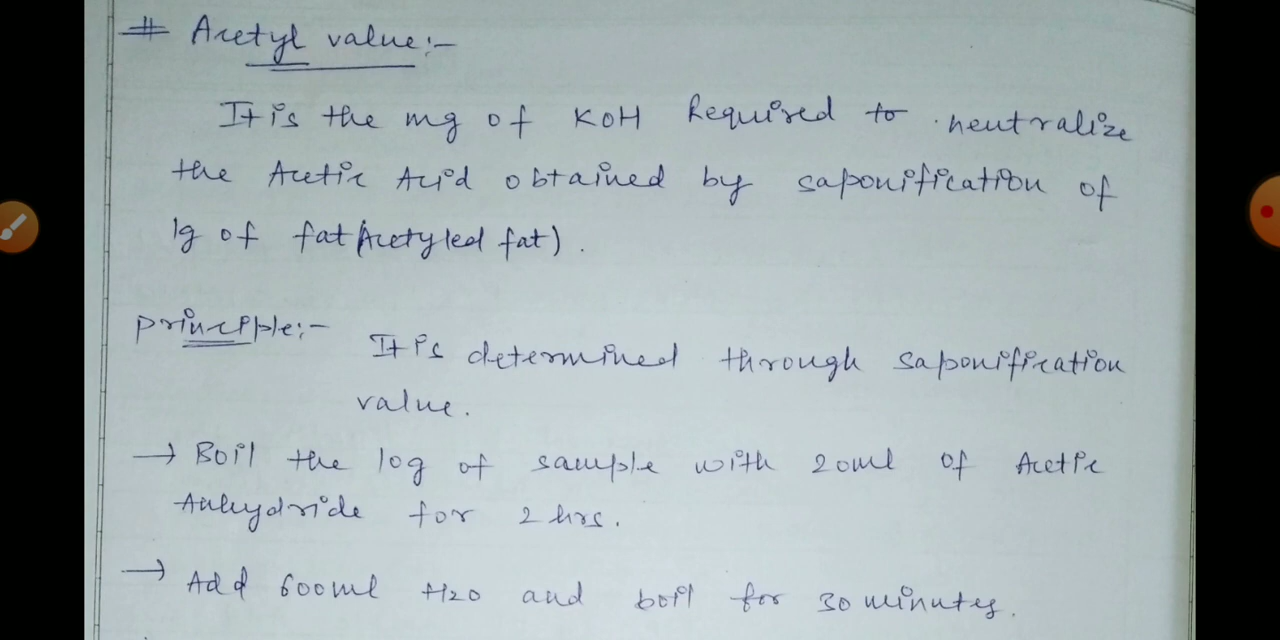 # Acetyl value:-
It is the mg of KOH Required to neutralize
the Acetic Acid obtained by saponification of
1g of fat (Acetyled fat).
principple:-
It is determined through saponification
value.
→ Boil the 10g of sample with 20ml of Acetic
Anhydride for 2 hrs.
→ Add 600ml H20 and boil for 30 minutes.